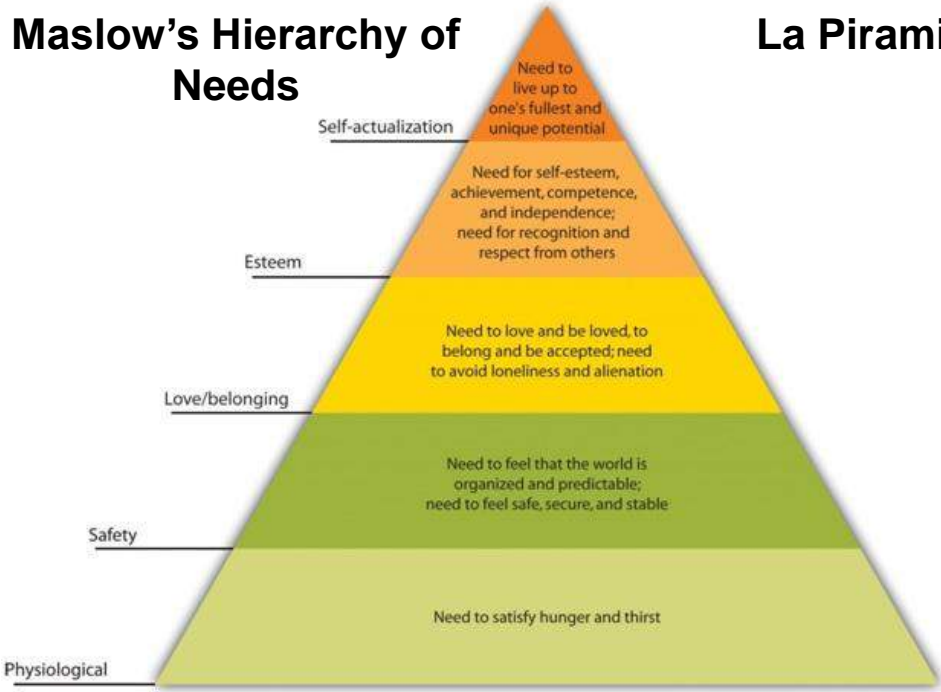 Maslow's Hierarchy of
Needs
La Pirami
Need to
live up to
one's fullest and
unique potential
Self-actualization
Need for self-esteem,
achievement, competence,
and independence;
need for recognition and
respect from others
Esteem
Need to love and be loved, to
belong and be accepted; need
to avoid loneliness and alienation
Love/belonging
Need to feel that the world is
organized and predictable;
need to feel safe, secure, and stable
Safety
Need to satisfy hunger and thirst
Physiological